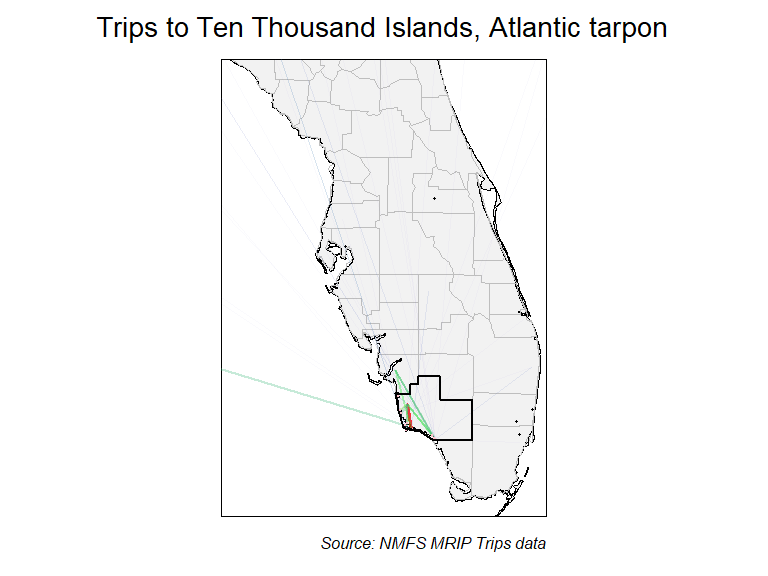 Trips to Ten Thousand Islands, Atlantic tarpon
Source: NMFS MRIP Trips data